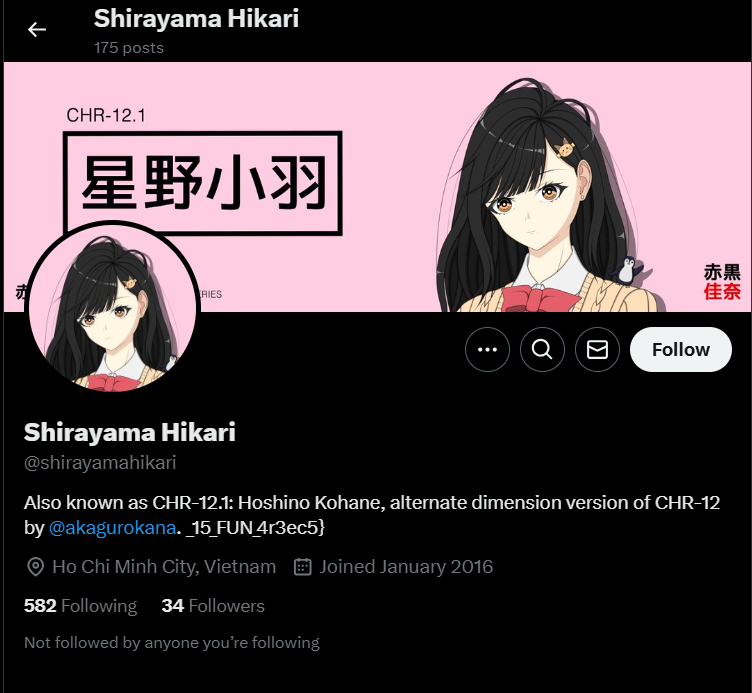 Shirayama Hikari
175 posts
CHR-12.1
星野小羽
赤
ERIES
赤黒
佳奈
Follow
Shirayama Hikari
@shirayamahikari
Also known as CHR-12.1: Hoshino Kohane, alternate dimension version of CHR-12
by @akagurokana. _15_FUN_4r3ec5}
Ho Chi Minh City, Vietnam Joined January 2016
582 Following 34 Followers
Not followed by anyone you're following